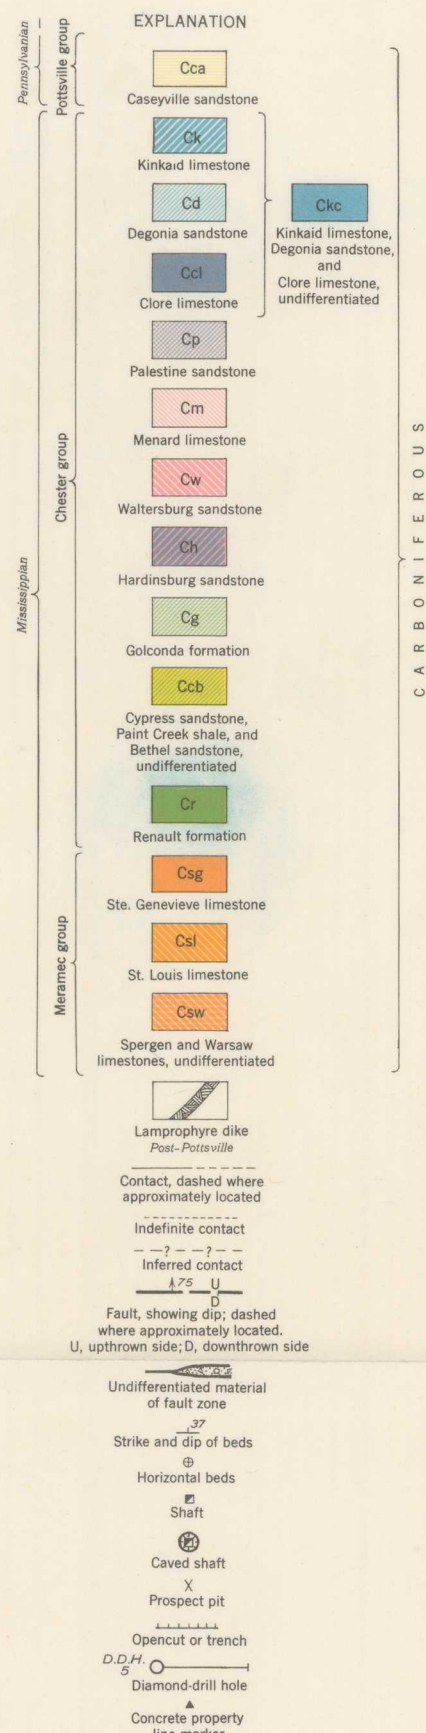 EXPLANATION
Pennsylvanian
Pottsville group
Cca
Caseyville sandstone
Mississippian
Chester group
Ck
Kinkaid limestone
Cd
Degonia sandstone
Ccl
Clore limestone
Ckc
Kinkaid limestone,
Degonia sandstone,
and
Clore limestone,
undifferentiated
Cp
Palestine sandstone
Cm
Menard limestone
Cw
Waltersburg sandstone
Ch
Hardinsburg sandstone
Cg
Golconda formation
Ccb
Cypress sandstone,
Paint Creek shale, and
Bethel sandstone,
undifferentiated
Cr
Renault formation
Meramec group
Csg
Ste. Genevieve limestone
Csl
St. Louis limestone
Csw
Spergen and Warsaw
limestones, undifferentiated
CARBONIFEROUS
Lamprophyre dike
Post-Pottsville
Contact, dashed where
approximately located
Indefinite contact
? ?
Inferred contact
75 U
D
Fault, showing dip; dashed
where approximately located.
U, upthrown side; D, downthrown side
Undifferentiated material
of fault zone
37
Strike and dip of beds
Horizontal beds
Shaft
Caved shaft
X
Prospect pit
Opencut or trench
D.D.H.
5
Diamond-drill hole
Concrete property
line marker